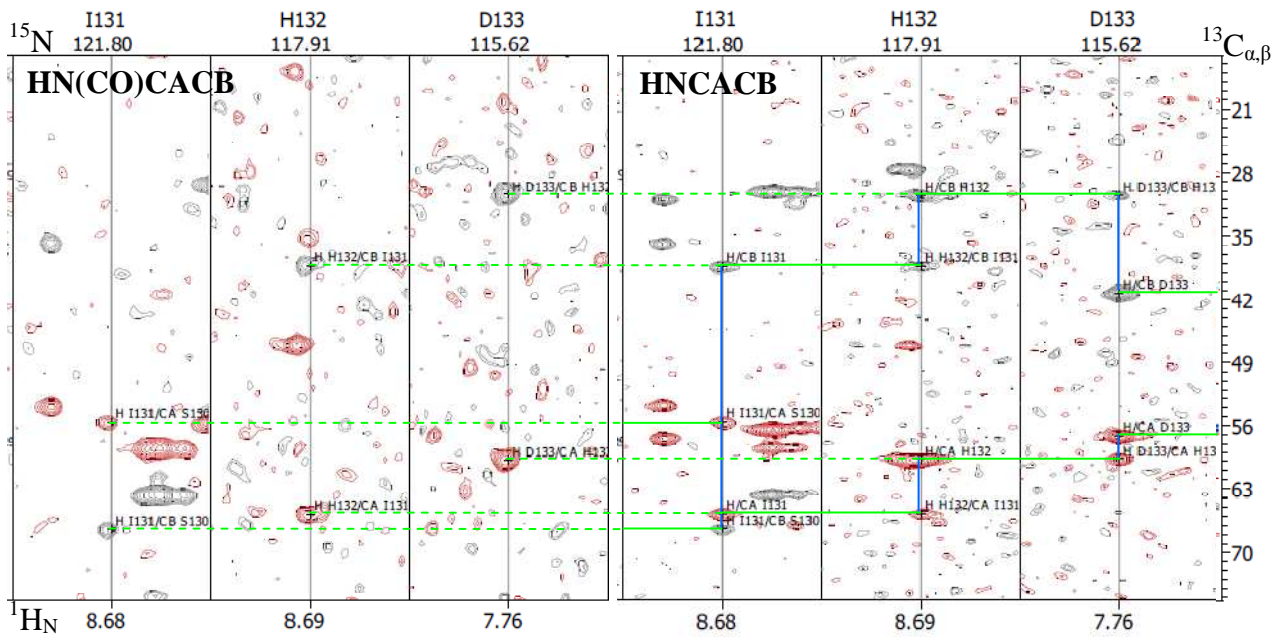 ¹⁵N I131 H132 D133 I131 H132 D133 ¹³Cα,β
121.80 117.91 115.62 121.80 117.91 115.62
HN(CO)CACB HNCACB
21
28
H D133/CB H132 H/CB H132 H D133/CB H13
35
H H132/CB I131 H/CB I131 H H132/CB I131
H/CB D133
42
49
H I131/CA S130 H I131/CA S130
56
H/CA D133
H D133/CA H132 H/CA H132 H D133/CA H13
63
H H132/CA I131 H/CA I131 H H132/CA I131
H I131/CB S130 H I131/CB S130
70
¹HN 8.68 8.69 7.76 8.68 8.69 7.76